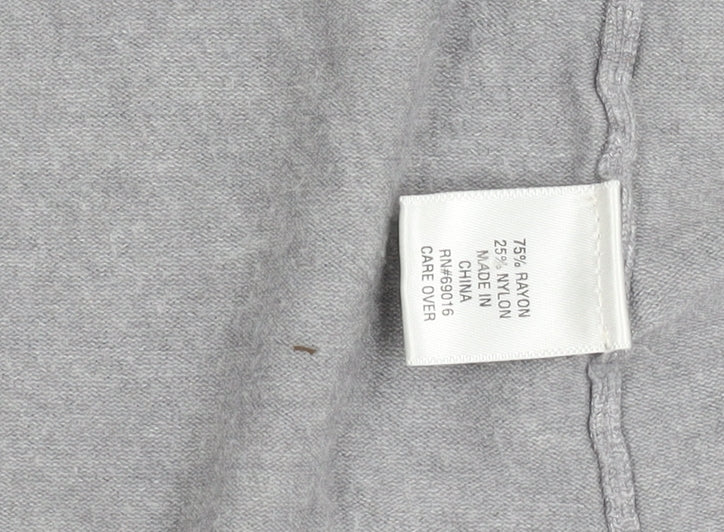 75% RAYON
25% NYLON
MADE IN
CHINA
RN#69016
CARE OVER